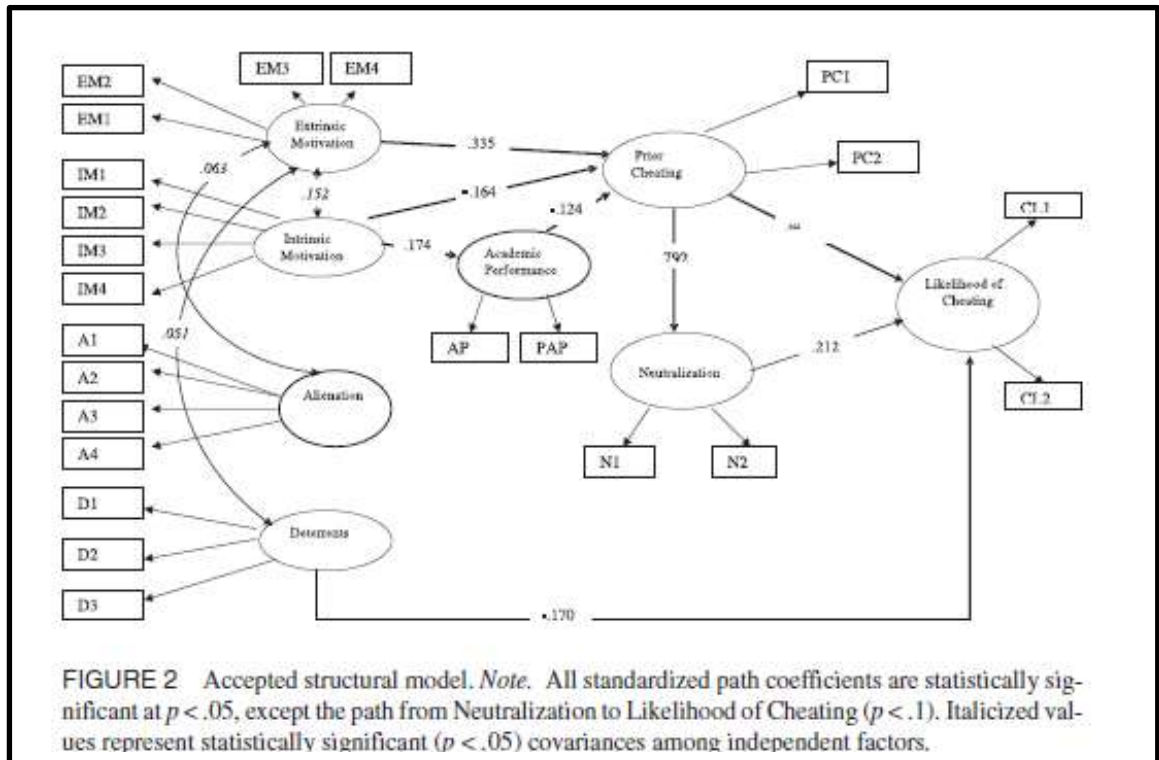 EM3
EM4
EM2
EM1
IM1
IM2
IM3
IM4
A1
A2
A3
A4
D1
D2
D3
Extrinsic
Motivation
Intrinsic
Motivation
Alienation
.063
.152
.051
.335
-.164
.174
-.124
Academic
Performance
AP
PAP
Prior
Cheating
PC1
PC2
.792
Neutralization
N1
N2
.212
Likelihood of
Cheating
CL1
CL2
-.170
FIGURE 2 Accepted structural model. Note. All standardized path coefficients are statistically sig-
nificant at p < .05, except the path from Neutralization to Likelihood of Cheating (p < .1). Italicized val-
ues represent statistically significant (p < .05) covariances among independent factors.